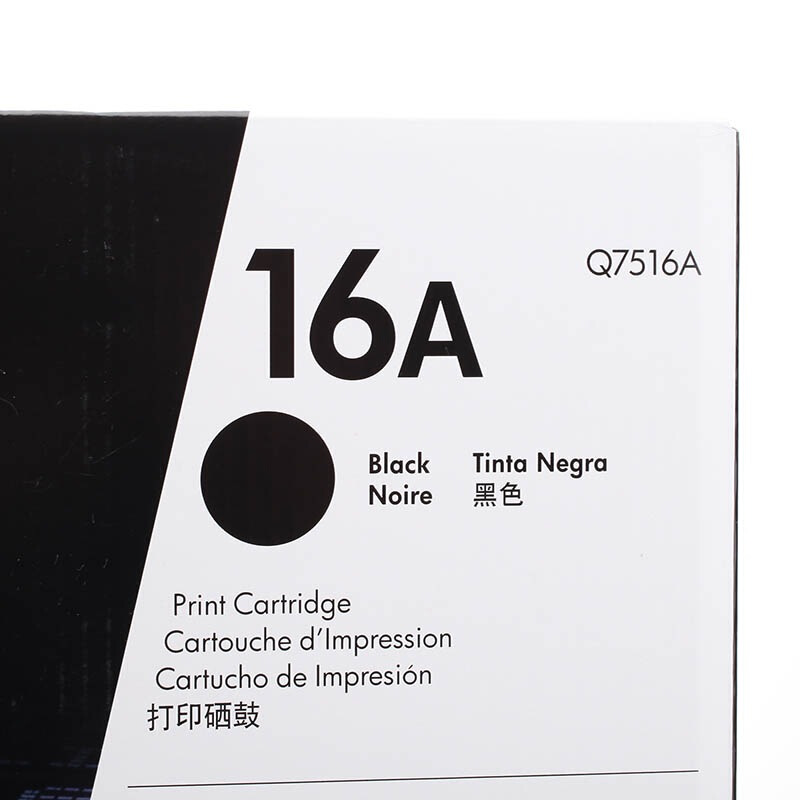 16A
Q7516A
Black Tinta Negra
Noire 黑色
Print Cartridge
Cartouche d’Impression
Cartucho de Impresión
打印硒鼓